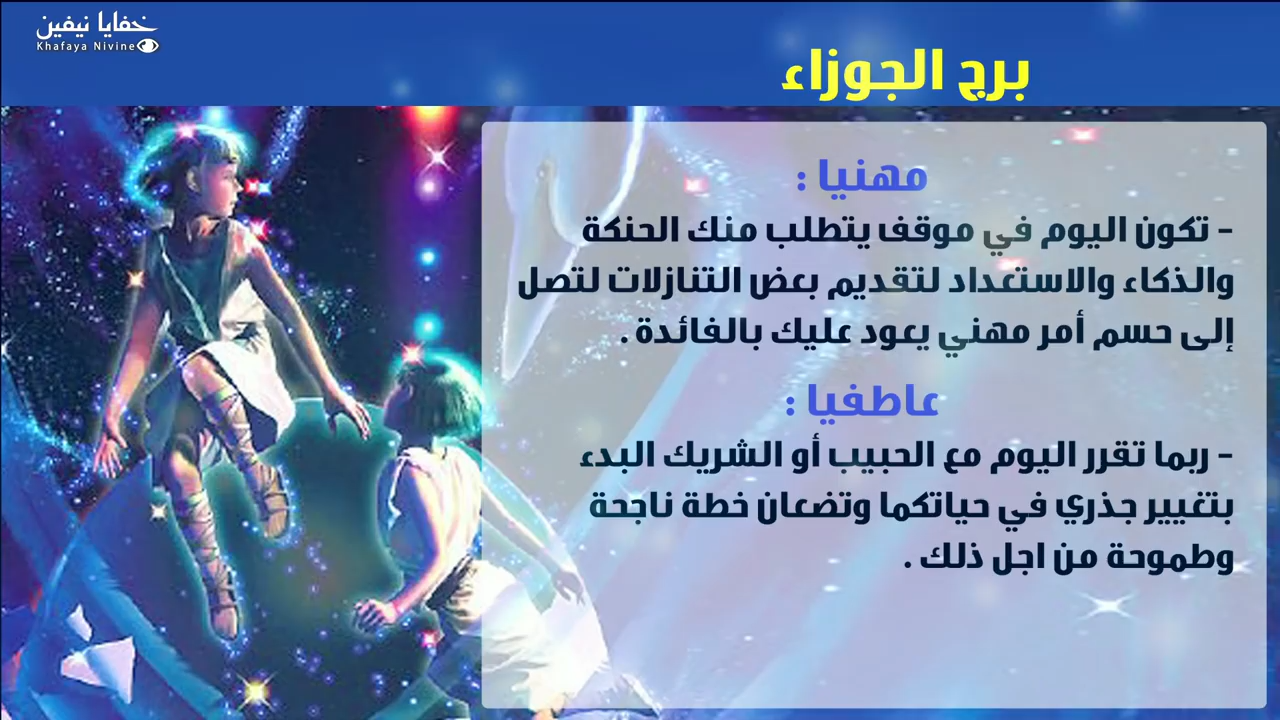 خفايا نيفين
Khafaya Nivine
برج الجوزاء
مهنيا :
- تكون اليوم في موقف يتطلب منك الحنكة
والذكاء والاستعداد لتقديم بعض التنازلات لتصل
إلى حسم أمر مهني يعود عليك بالفائدة .
عاطفيا :
- ربما تقرر اليوم مع الحبيب أو الشريك البدء
بتغيير جذري في حياتكما وتضعان خطة ناجحة
وطموحة من اجل ذلك .